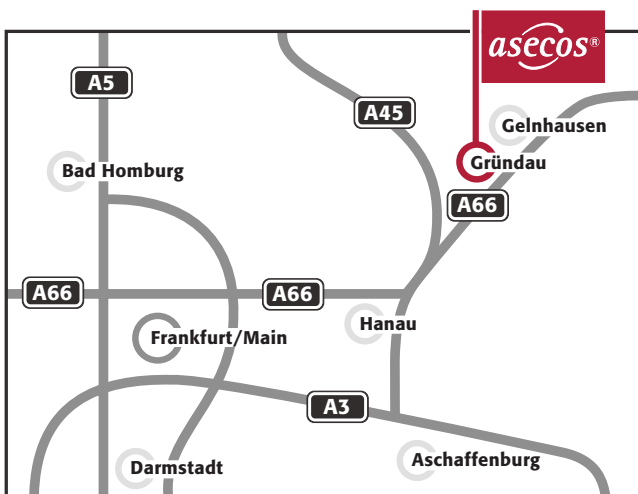 asecos®
A5
A45
Gelnhausen
Gründau
Bad Homburg
A66
A66
A66
Hanau
Frankfurt/Main
A3
Darmstadt
Aschaffenburg